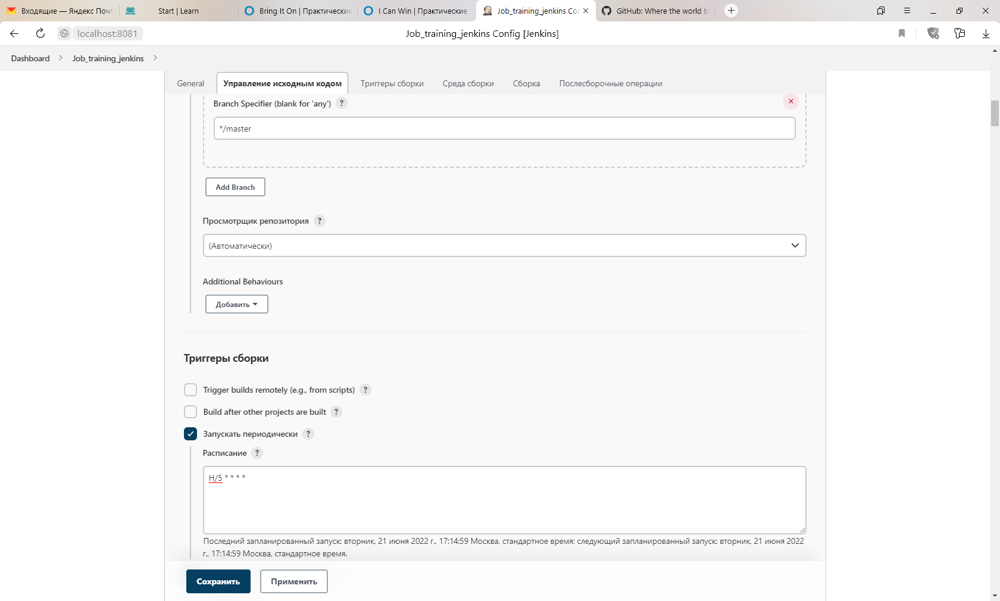 Входящие — Яндекс Почт
Start | Learn
Bring It On | Практические
I Can Win | Практические з
Job_training_jenkins Con
GitHub: Where the world b
localhost:8081
Job_training_jenkins Config [Jenkins]
Dashboard
Job_training_jenkins
General
Управление исходным кодом
Триггеры сборки
Среда сборки
Сборка
Послесборочные операции
Branch Specifier (blank for 'any') ?
*/master
Add Branch
Просмотрщик репозитория ?
(Автоматически)
Additional Behaviours
Добавить
Триггеры сборки
Trigger builds remotely (e.g., from scripts) ?
Build after other projects are built ?
Запускать периодически ?
Расписание ?
H/5 * * * *
Последний запланированный запуск: вторник, 21 июня 2022 г., 17:14:59 Москва, стандартное время; следующий запланированный запуск: вторник, 21 июня 2022
г., 17:14:59 Москва, стандартное время.
Сохранить
Применить